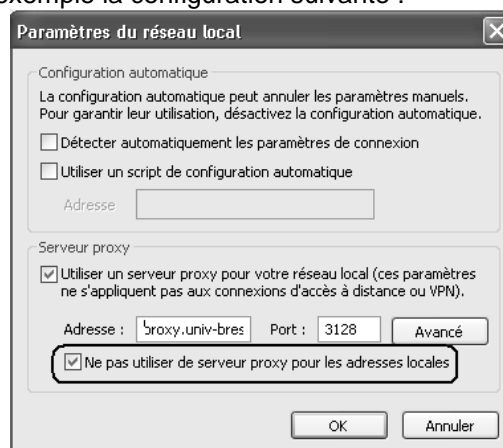 exemple la configuration suivante :
Paramètres du réseau local
Configuration automatique
La configuration automatique peut annuler les paramètres manuels.
Pour garantir leur utilisation, désactivez la configuration automatique.
Détecter automatiquement les paramètres de connexion
Utiliser un script de configuration automatique
Adresse
Serveur proxy
Utiliser un serveur proxy pour votre réseau local (ces paramètres
ne s'appliquent pas aux connexions d'accès à distance ou VPN).
Adresse : proxy.univ-bres Port : 3128 Avancé
Ne pas utiliser de serveur proxy pour les adresses locales
OK Annuler